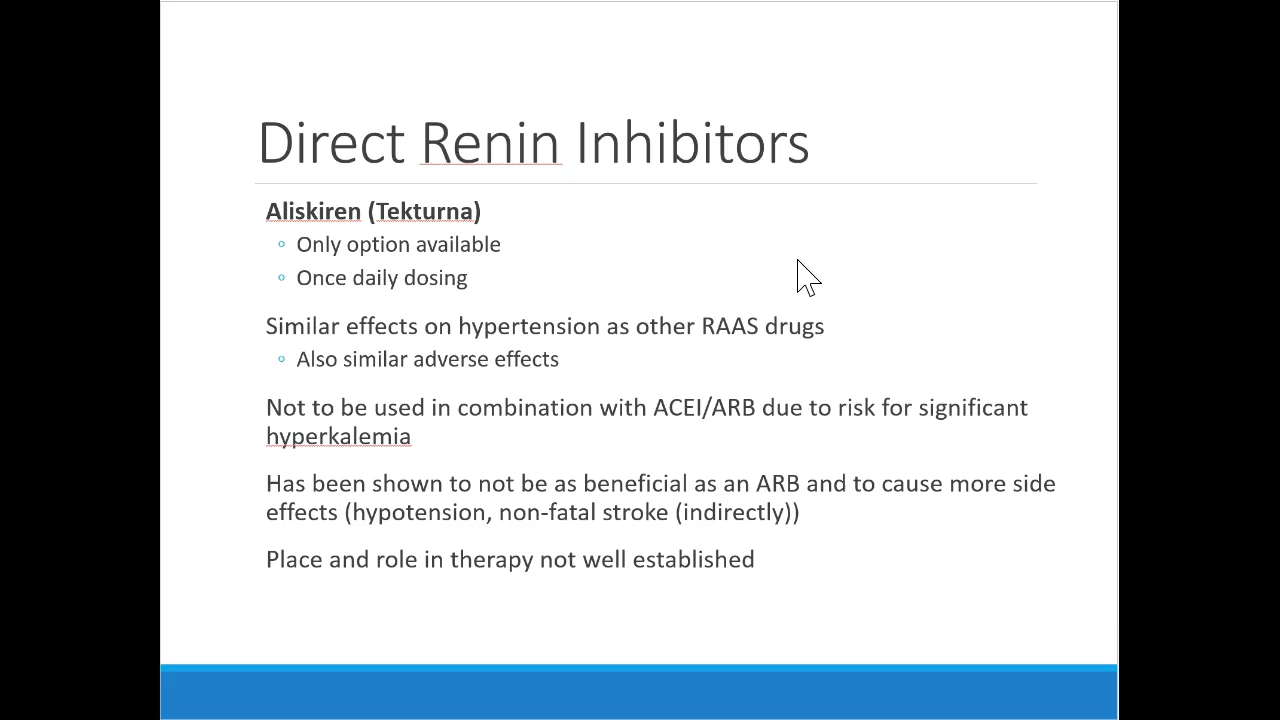 Direct Renin Inhibitors
Aliskiren (Tekturna)
Only option available
Once daily dosing
Similar effects on hypertension as other RAAS drugs
Also similar adverse effects
Not to be used in combination with ACEI/ARB due to risk for significant
hyperkalemia
Has been shown to not be as beneficial as an ARB and to cause more side
effects (hypotension, non-fatal stroke (indirectly))
Place and role in therapy not well established